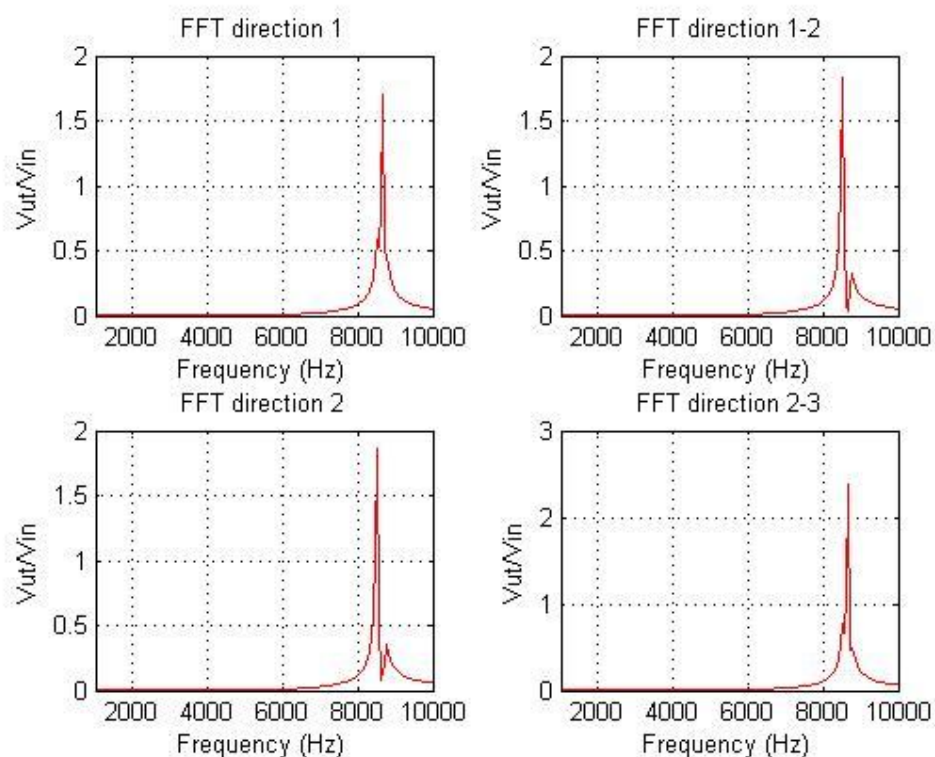 FFT direction 1
2
1.5
1
0.5
0
Vut/Vin
2000 4000 6000 8000 10000
Frequency (Hz)
FFT direction 1-2
2
1.5
1
0.5
0
Vut/Vin
2000 4000 6000 8000 10000
Frequency (Hz)
FFT direction 2
2
1.5
1
0.5
0
Vut/Vin
2000 4000 6000 8000 10000
Frequency (Hz)
FFT direction 2-3
3
2
1
0
Vut/Vin
2000 4000 6000 8000 10000
Frequency (Hz)